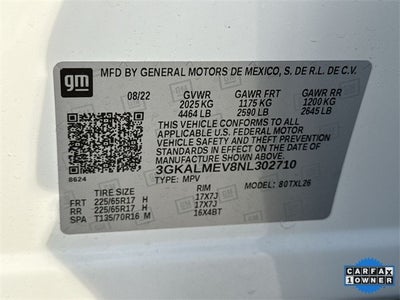 gm
MFD BY GENERAL MOTORS DE MEXICO, S. DE R.L. DE C.V.
08/22 GVWR GAWR FRT GAWR RR
2025 KG 1175 KG 1200 KG
4464 LB 2590 LB 2645 LB
THIS VEHICLE CONFORMS TO ALL
APPLICABLE U.S. FEDERAL MOTOR
VEHICLE SAFETY AND THEFT
PREVENTION STANDARDS IN EFFECT
ON THE DATE OF MANUFACTURE
SHOWN ABOVE.
3GKALMEV8NL302710
8624
TYPE: MPV MODEL: 80TXL26
TIRE SIZE RIM
FRT 225/65R17 H 17X7J
RR 225/65R17 H 17X7J
SPA T135/70R16 M 16X4BT
CARFAX
1 OWNER